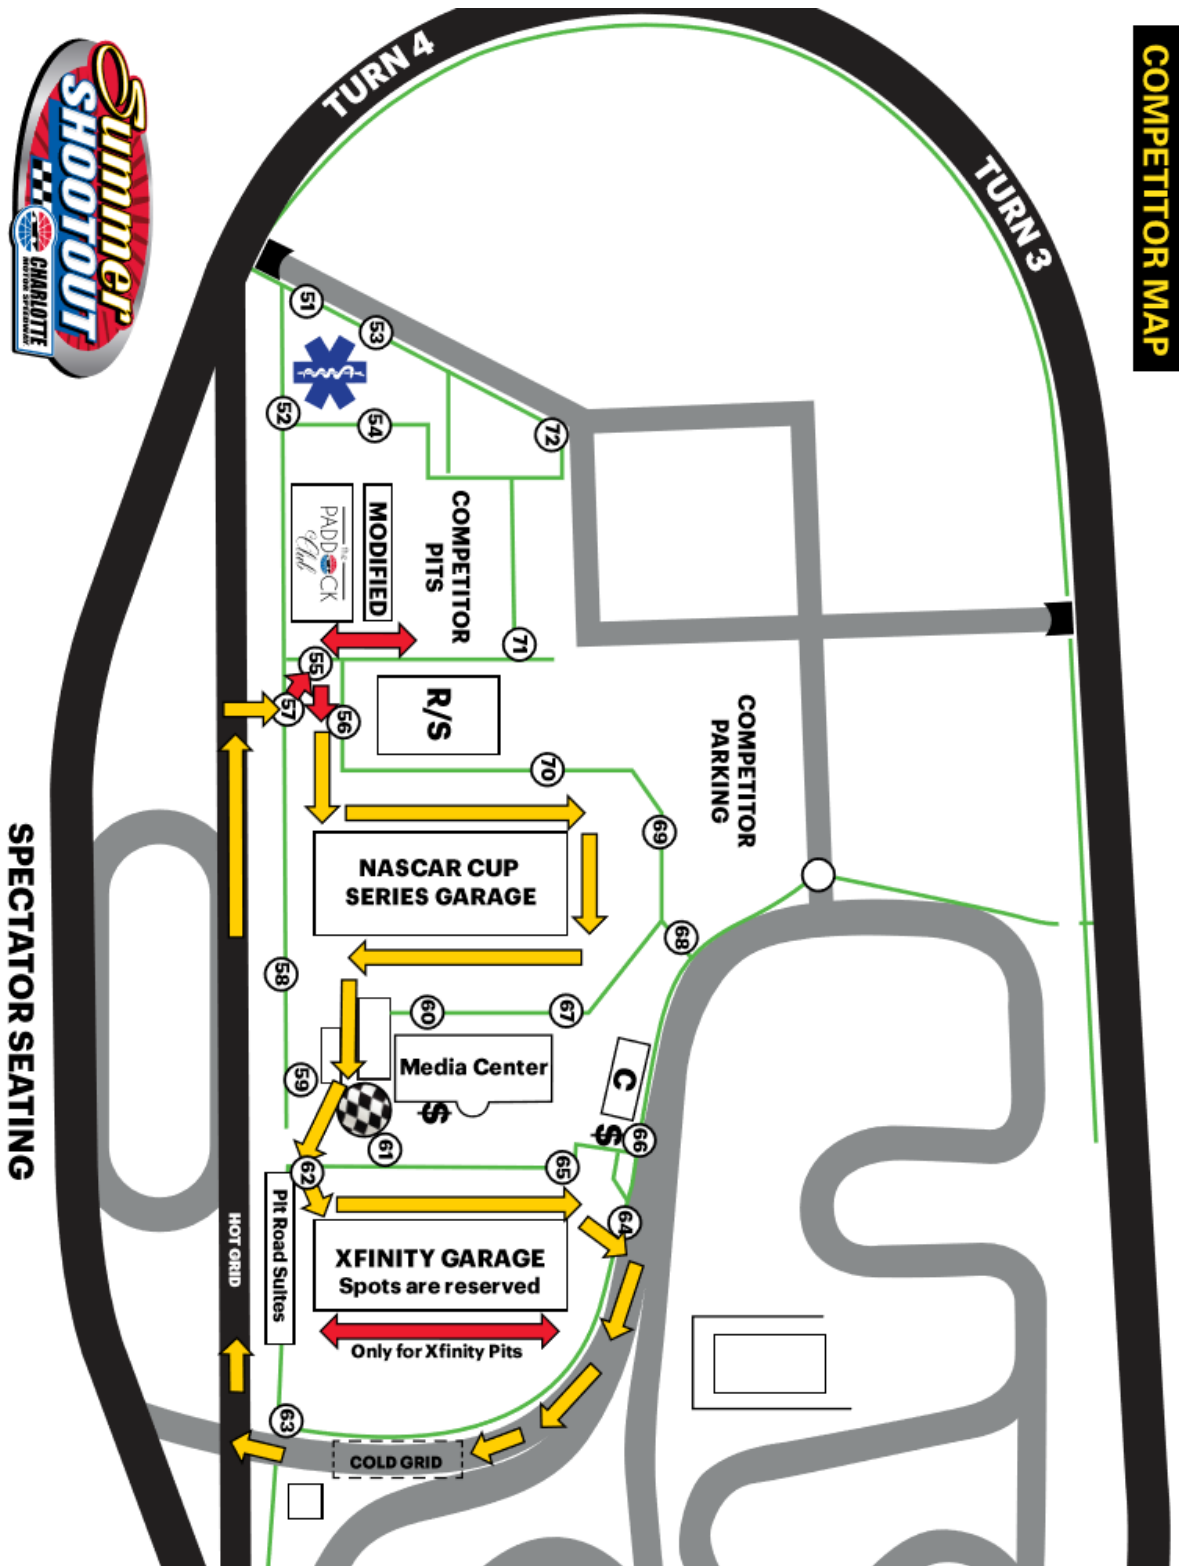 COMPETITOR MAP
TURN 4
TURN 3
Summer
SHOOTOUT
CHARLOTTE
MOTOR SPEEDWAY
51
53
52
54
72
the
PADDOCK
Club
MODIFIED
COMPETITOR
PITS
71
55
57
56
R/S
COMPETITOR
PARKING
70
69
NASCAR CUP
SERIES GARAGE
68
58
60
67
59
Media Center
$
C
$
66
61
62
65
64
SPECTATOR SEATING
HOT GRID
Pit Road Suites
XFINITY GARAGE
Spots are reserved
Only for Xfinity Pits
63
COLD GRID